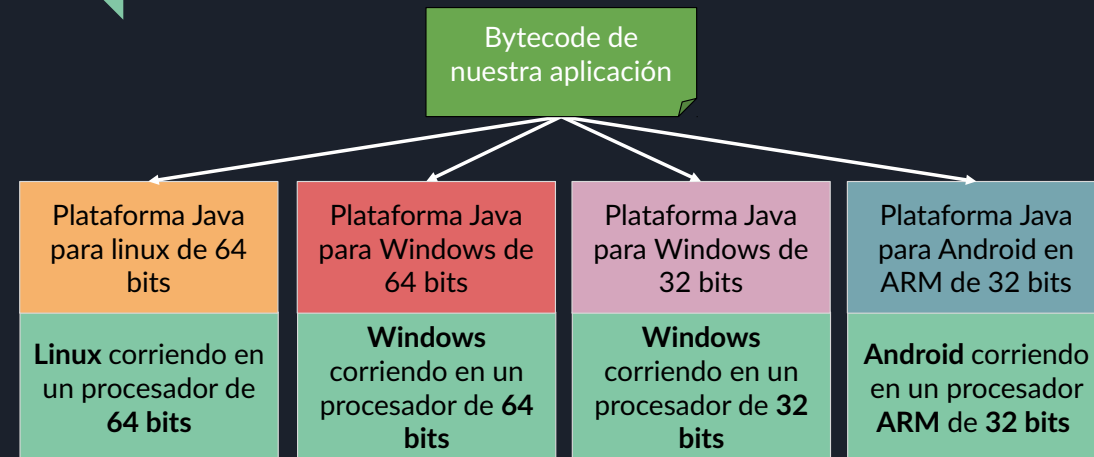 Bytecode de
nuestra aplicación
Plataforma Java
para linux de 64
bits
Plataforma Java
para Windows de
64 bits
Plataforma Java
para Windows de
32 bits
Plataforma Java
para Android en
ARM de 32 bits
Linux corriendo en
un procesador de
64 bits
Windows
corriendo en un
procesador de 64
bits
Windows
corriendo en un
procesador de 32
bits
Android corriendo
en un procesador
ARM de 32 bits